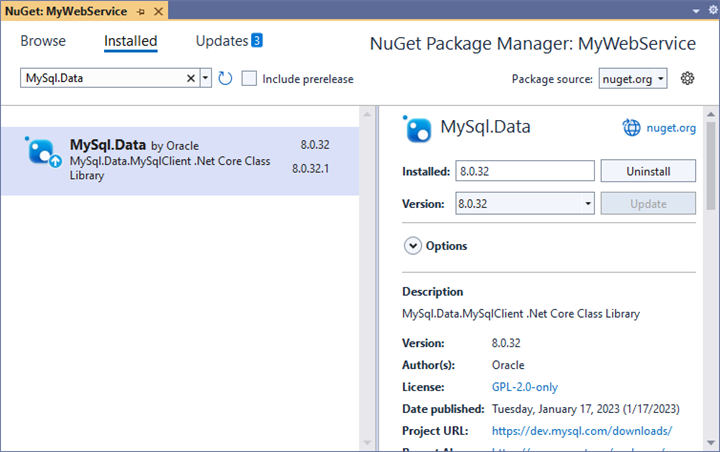 NuGet: MyWebService
Browse Installed Updates 3
NuGet Package Manager: MyWebService
MySql.Data
Include prerelease
Package source: nuget.org
MySql.Data by Oracle 8.0.32
MySql.Data.MySqlClient .Net Core Class
Library
8.0.32.1
MySql.Data
nuget.org
Installed: 8.0.32 Uninstall
Version: 8.0.32 Update
Options
Description
MySql.Data.MySqlClient .Net Core Class Library
Version: 8.0.32
Author(s): Oracle
License: GPL-2.0-only
Date published: Tuesday, January 17, 2023 (1/17/2023)
Project URL: https://dev.mysql.com/downloads/